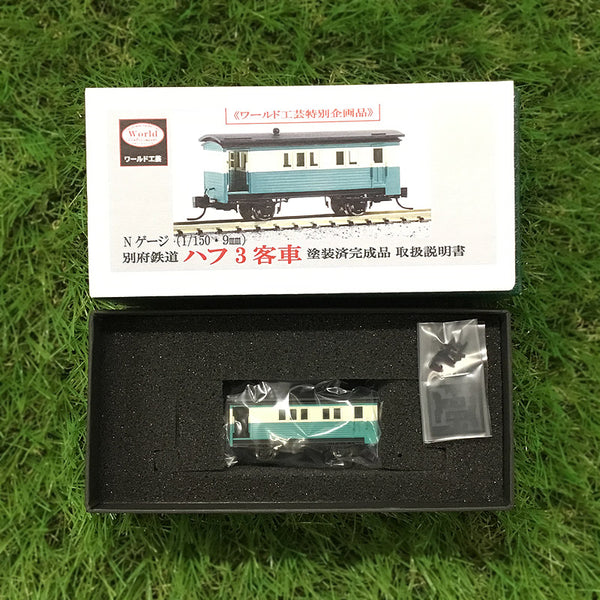 《ワールド工芸特別企画品》
World
ワールド工芸
Nゲージ (1/150・9mm)
別府鉄道 ハフ3客車 塗装済完成品 取扱説明書